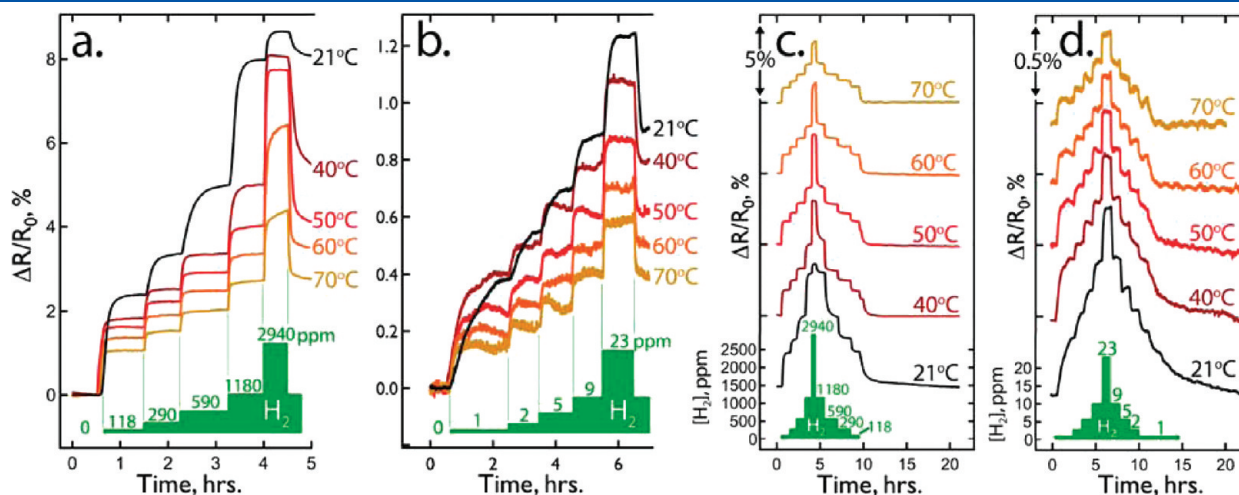 a.
ΔR/R₀, %
8
6
4
2
0
21°C
40°C
50°C
60°C
70°C
2940 ppm
1180
590
290
118
0
H₂
0 1 2 3 4 5
Time, hrs.
b.
1.2
1.0
0.8
0.6
0.4
0.2
0.0
21°C
40°C
50°C
60°C
70°C
23 ppm
9
5
2
1
0
H₂
0 2 4 6
Time, hrs.
c.
5%
ΔR/R₀, %
70°C
60°C
50°C
40°C
21°C
[H₂], ppm
2500
2000
1500
1000
500
0
2940
1180
590
290
118
H₂
0 5 10 15 20
Time, hrs.
d.
0.5%
ΔR/R₀, %
70°C
60°C
50°C
40°C
21°C
[H₂], ppm
20
15
10
5
0
23
9
5
2
1
H₂
0 5 10 15 20
Time, hrs.